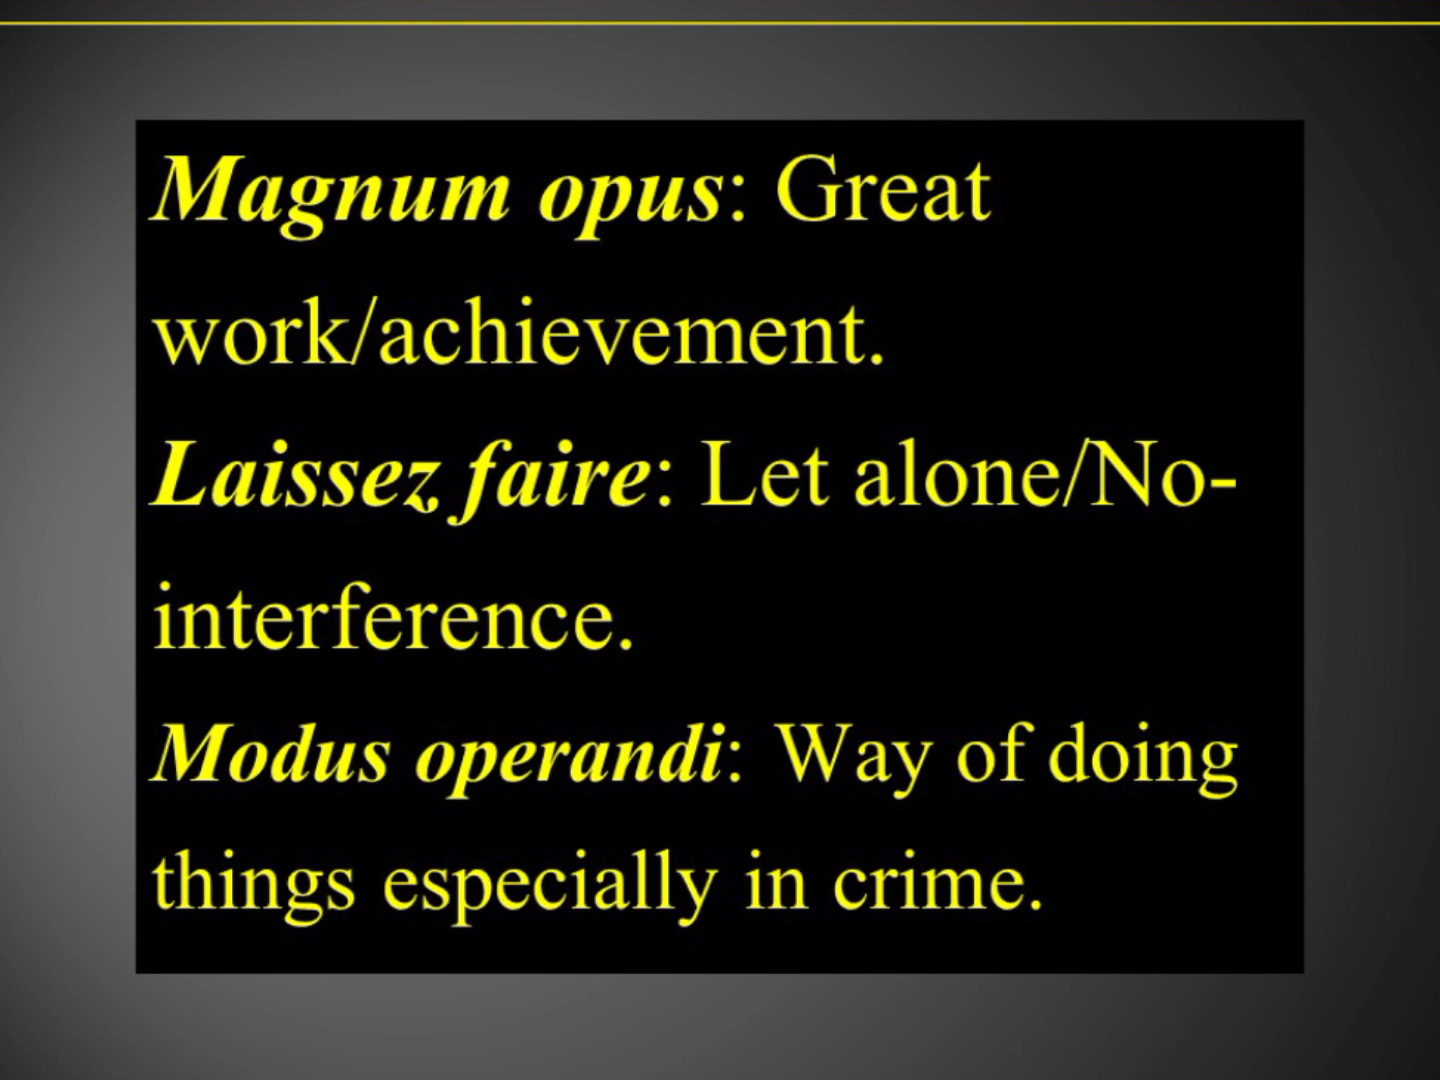 Magnum opus: Great
work/achievement.
Laissez faire: Let alone/No-
interference.
Modus operandi: Way of doing
things especially in crime.